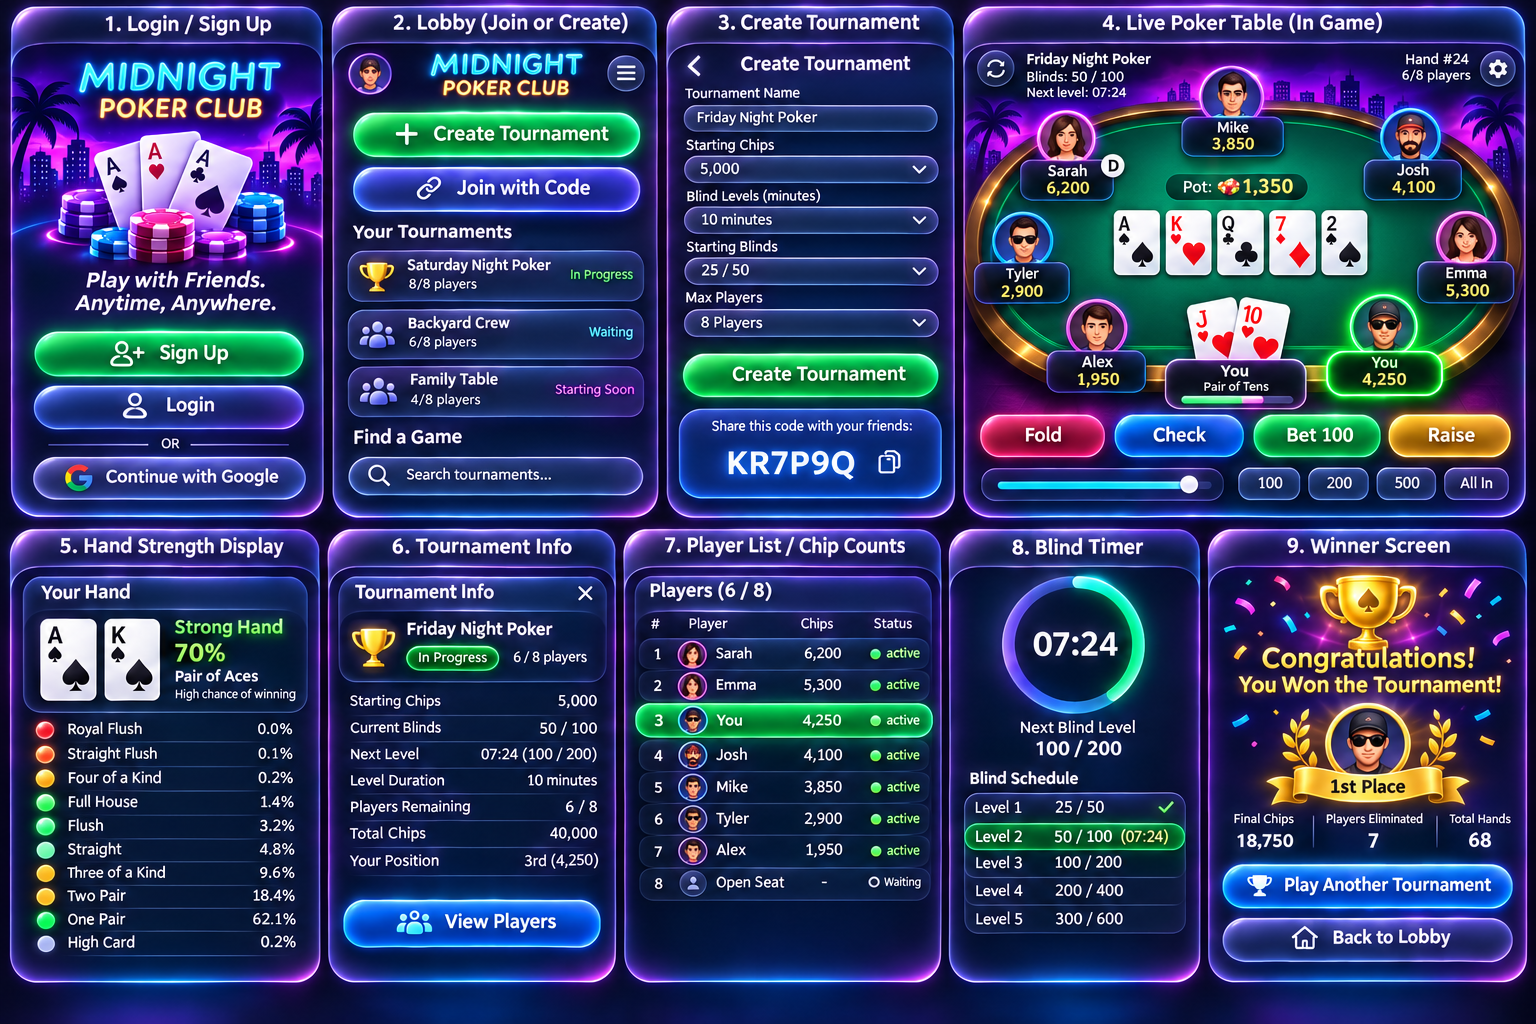 1. Login / Sign Up
MIDNIGHT
POKER CLUB
A
A
A
Play with Friends.
Anytime, Anywhere.
Sign Up
Login
OR
Continue with Google
2. Lobby (Join or Create)
MIDNIGHT
POKER CLUB
Create Tournament
Join with Code
Your Tournaments
Saturday Night Poker
8/8 players
In Progress
Backyard Crew
6/8 players
Waiting
Family Table
4/8 players
Starting Soon
Find a Game
Search tournaments...
3. Create Tournament
Create Tournament
Tournament Name
Friday Night Poker
Starting Chips
5,000
Blind Levels (minutes)
10 minutes
Starting Blinds
25 / 50
Max Players
8 Players
Create Tournament
Share this code with your friends:
KR7P9Q
4. Live Poker Table (In Game)
Friday Night Poker
Blinds: 50 / 100
Next level: 07:24
Hand #24
6/8 players
Mike
3,850
Sarah
6,200
D
Josh
4,100
Pot: 1,350
A K Q 7 2
Tyler
2,900
Emma
5,300
Alex
1,950
J 10
You
Pair of Tens
You
4,250
Fold
Check
Bet 100
Raise
100
200
500
All In
5. Hand Strength Display
Your Hand
A K
Strong Hand
70%
Pair of Aces
High chance of winning
Royal Flush 0.0%
Straight Flush 0.1%
Four of a Kind 0.2%
Full House 1.4%
Flush 3.2%
Straight 4.8%
Three of a Kind 9.6%
Two Pair 18.4%
One Pair 62.1%
High Card 0.2%
6. Tournament Info
Tournament Info
Friday Night Poker
In Progress 6 / 8 players
Starting Chips 5,000
Current Blinds 50 / 100
Next Level 07:24 (100 / 200)
Level Duration 10 minutes
Players Remaining 6 / 8
Total Chips 40,000
Your Position 3rd (4,250)
View Players
7. Player List / Chip Counts
Players (6 / 8)
# Player Chips Status
1 Sarah 6,200 active
2 Emma 5,300 active
3 You 4,250 active
4 Josh 4,100 active
5 Mike 3,850 active
6 Tyler 2,900 active
7 Alex 1,950 active
8 Open Seat - Waiting
8. Blind Timer
07:24
Next Blind Level
100 / 200
Blind Schedule
Level 1 25 / 50
Level 2 50 / 100 (07:24)
Level 3 100 / 200
Level 4 200 / 400
Level 5 300 / 600
9. Winner Screen
Congratulations!
You Won the Tournament!
1st Place
Final Chips
18,750
Players Eliminated
7
Total Hands
68
Play Another Tournament
Back to Lobby